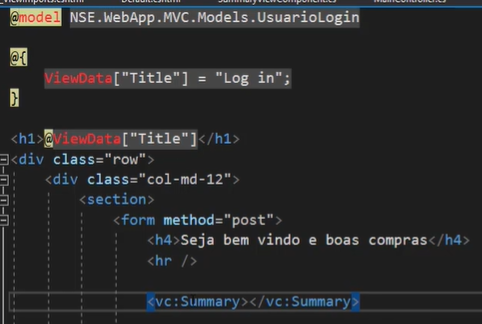 _ViewImports.cshtml Default.cshtml SummaryViewComponent.cs MainController.cs
@model NSE.WebApp.MVC.Models.UsuarioLogin
@{
ViewData["Title"] = "Log in";
}
<h1>@ViewData["Title"]</h1>
<div class="row">
<div class="col-md-12">
<section>
<form method="post">
<h4>Seja bem vindo e boas compras</h4>
<hr />
<vc:Summary></vc:Summary>